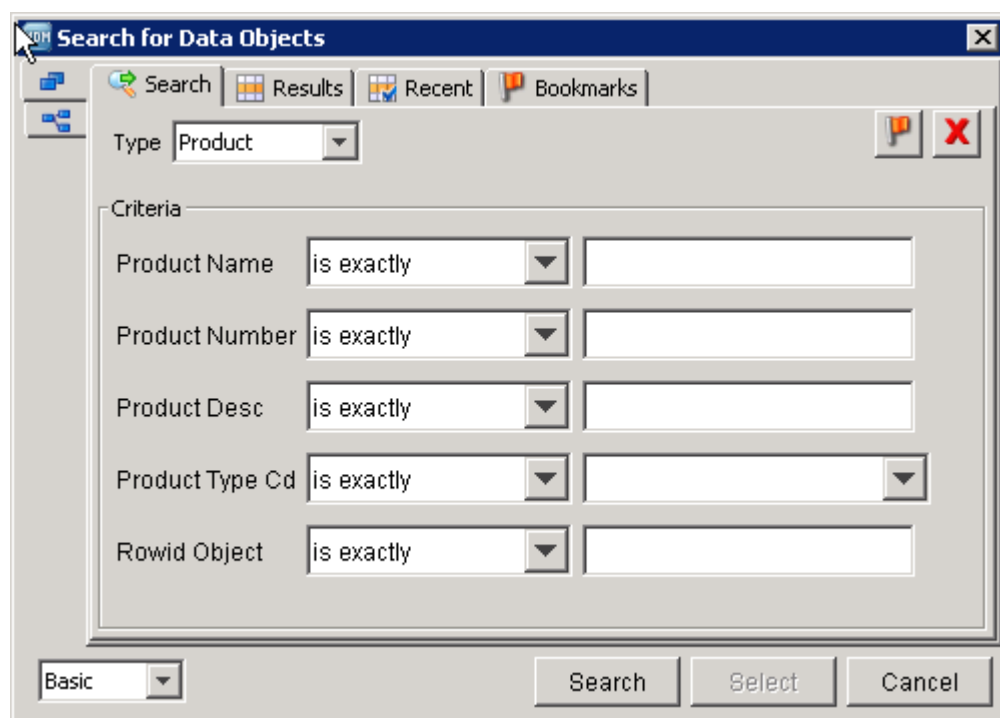 MDM Search for Data Objects
Search Results Recent Bookmarks
Type Product
Criteria
Product Name is exactly
Product Number is exactly
Product Desc is exactly
Product Type Cd is exactly
Rowid Object is exactly
Basic Search Select Cancel